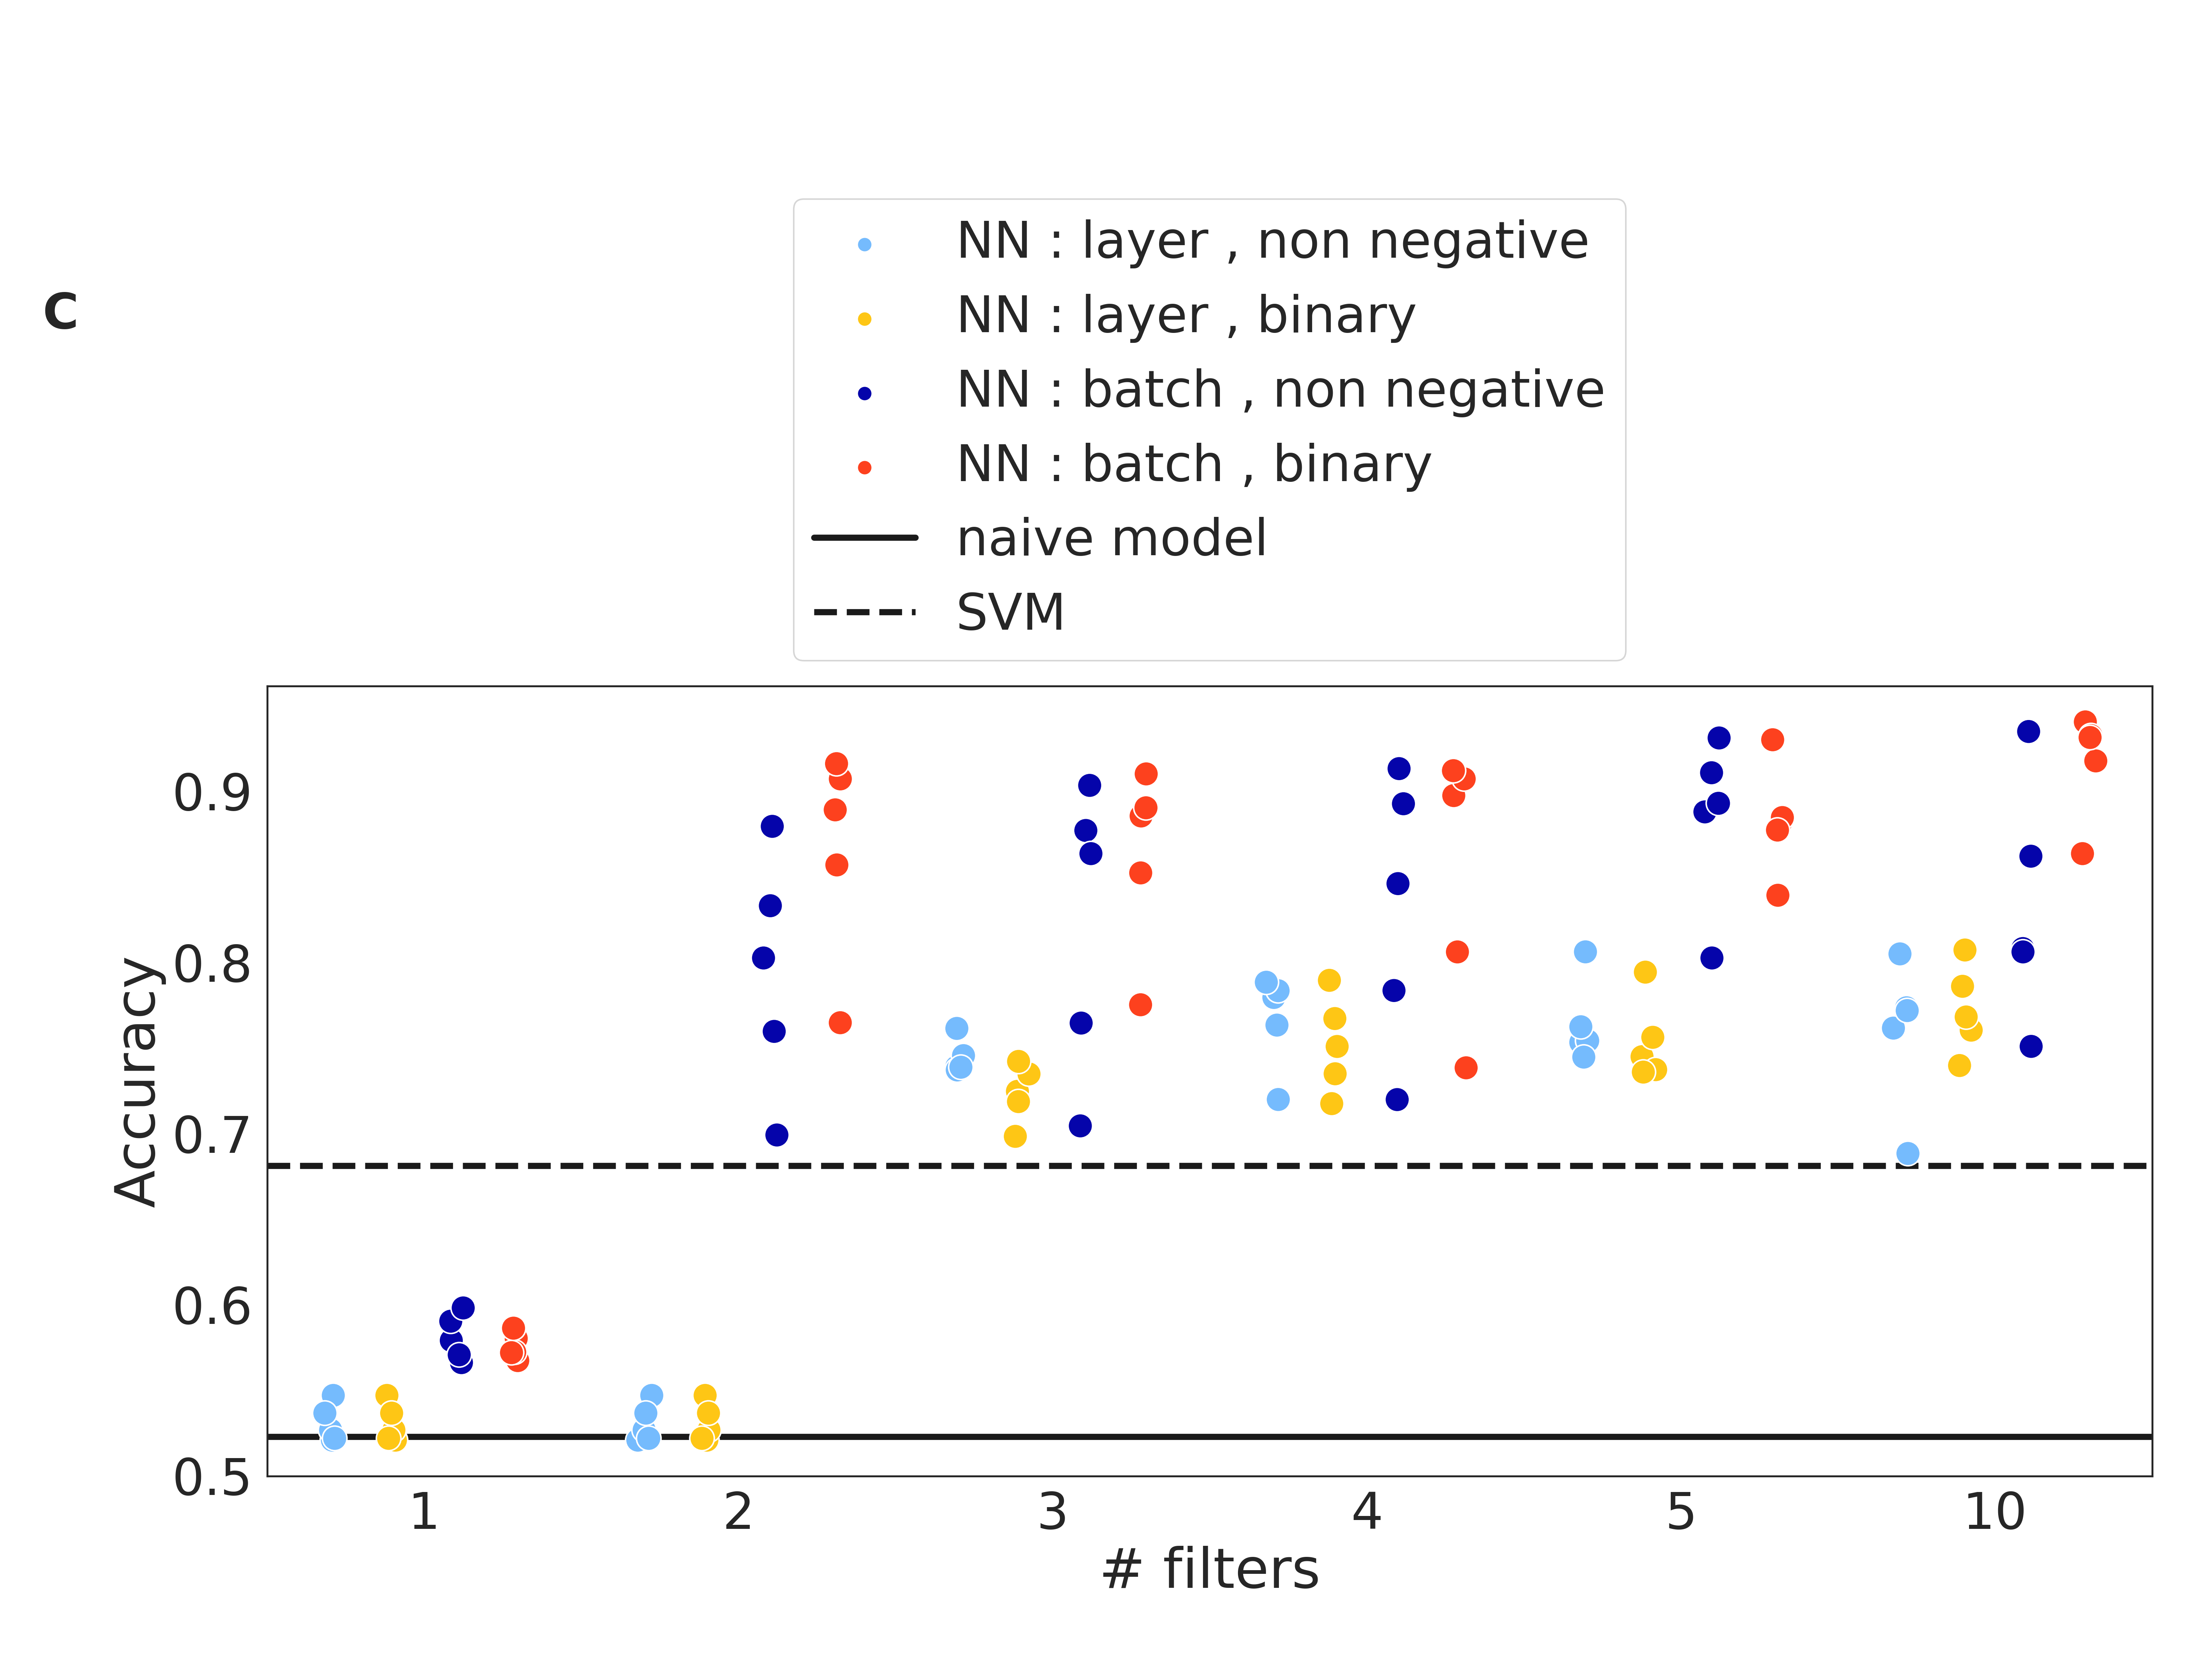 C
NN : layer , non negative
NN : layer , binary
NN : batch , non negative
NN : batch , binary
naive model
SVM
Accuracy
0.9
0.8
0.7
0.6
0.5
1 2 3 4 5 10
# filters